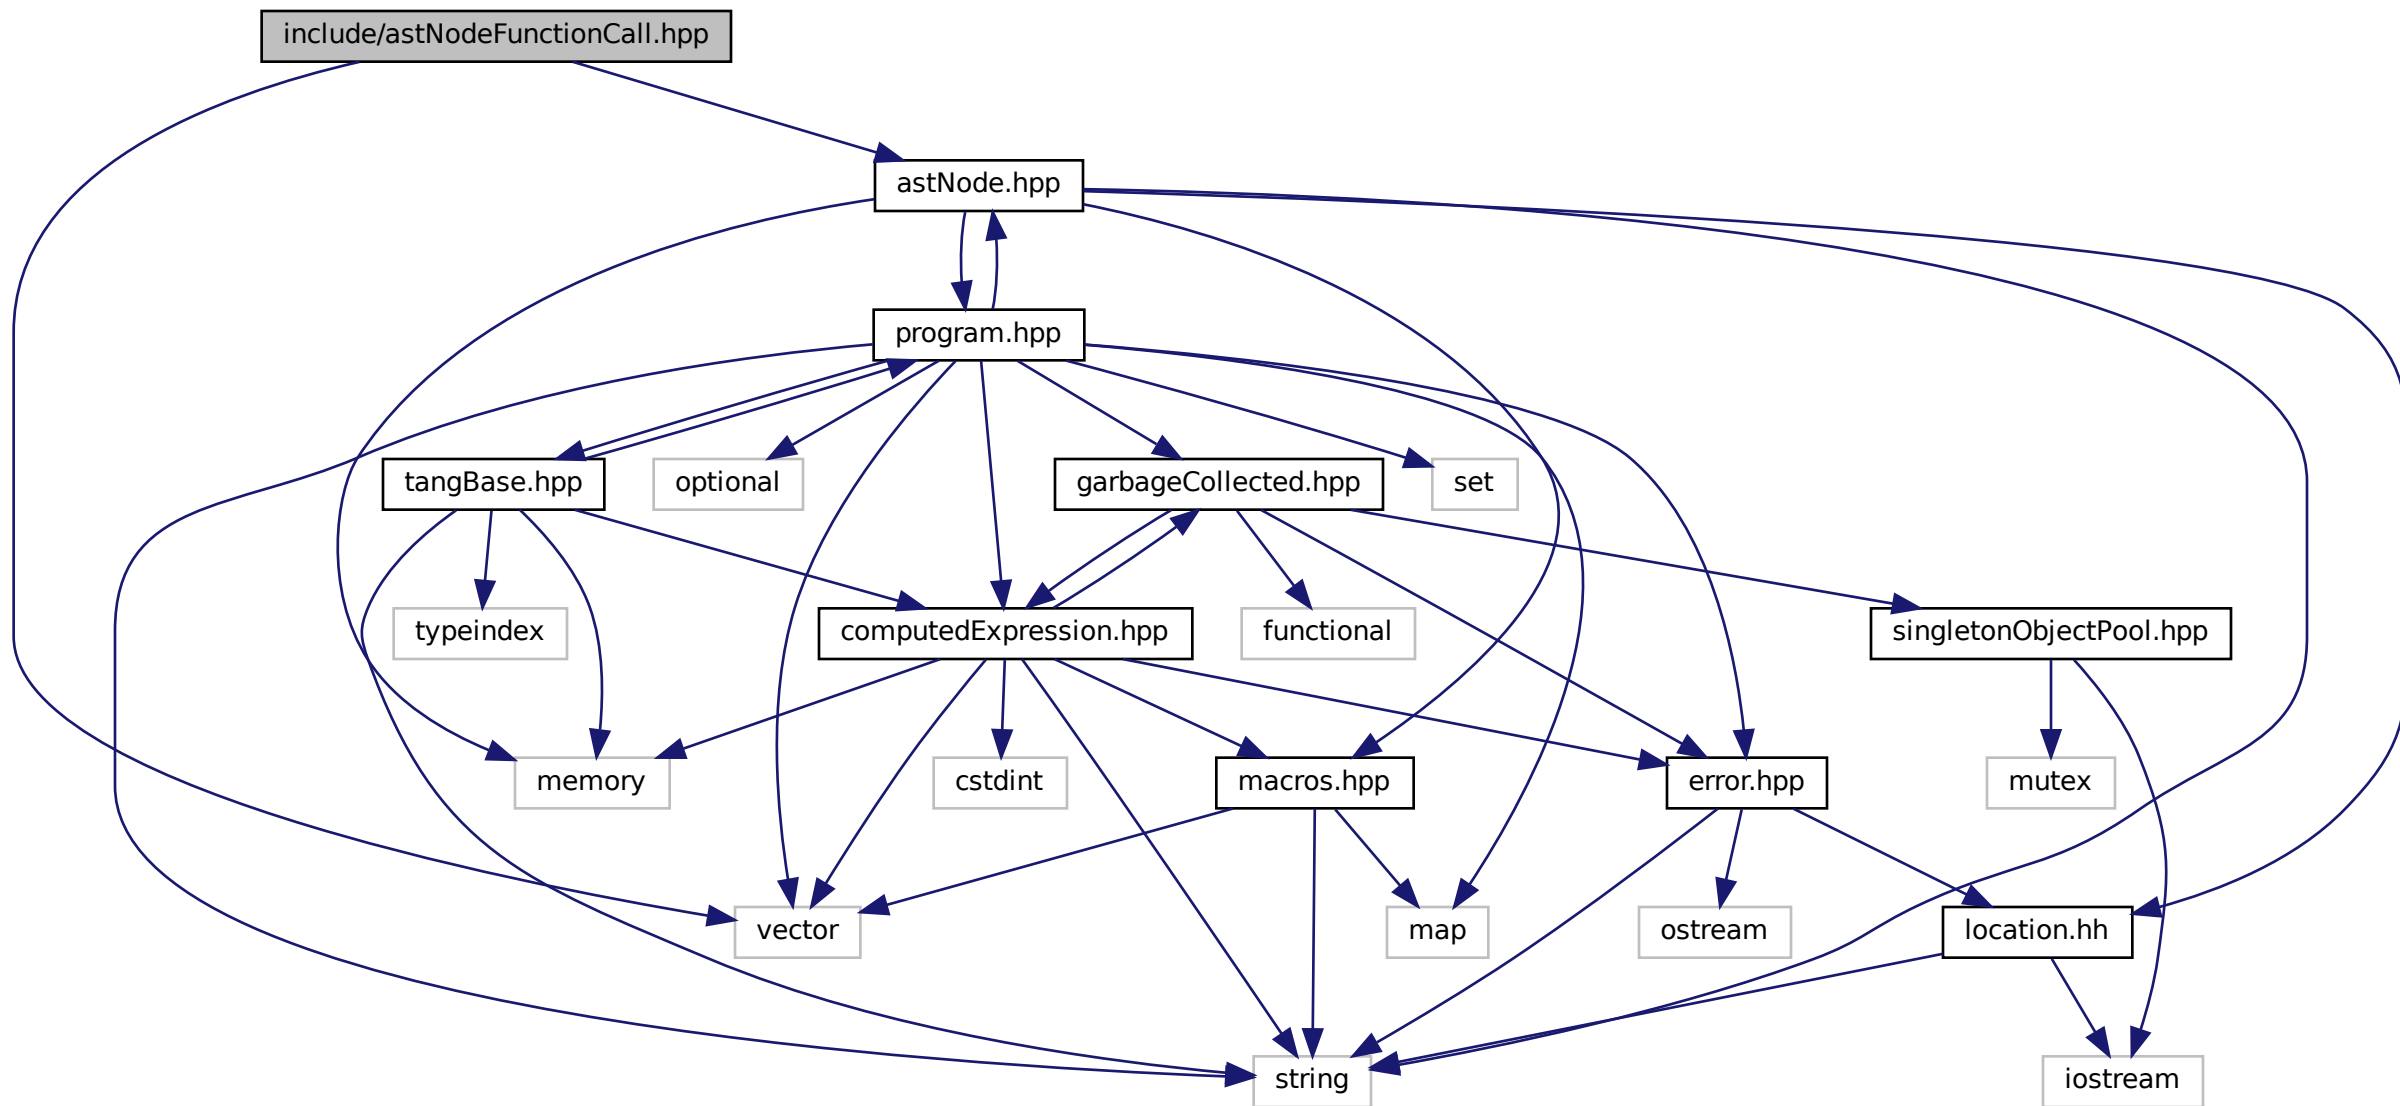 include/astNodeFunctionCall.hpp
astNode.hpp
program.hpp
tangBase.hpp
optional
garbageCollected.hpp
set
typeindex
computedExpression.hpp
functional
singletonObjectPool.hpp
memory
cstdint
macros.hpp
error.hpp
mutex
vector
map
ostream
location.hh
string
iostream